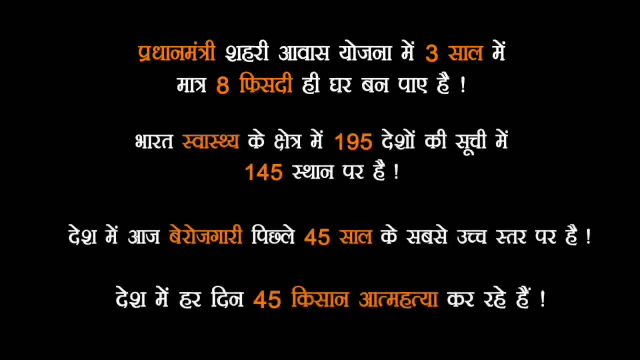 प्रधानमंत्री शहरी आवास योजना में 3 साल में
मात्र 8 फिसदी ही घर बन पाए है !
भारत स्वास्थ्य के क्षेत्र में 195 देशों की सूची में
145 स्थान पर है !
देश में आज बेरोजगारी पिछ्ले 45 साल के सबसे उच्च स्तर पर है !
देश में हर दिन 45 किसान आत्महत्या कर रहे हैं !